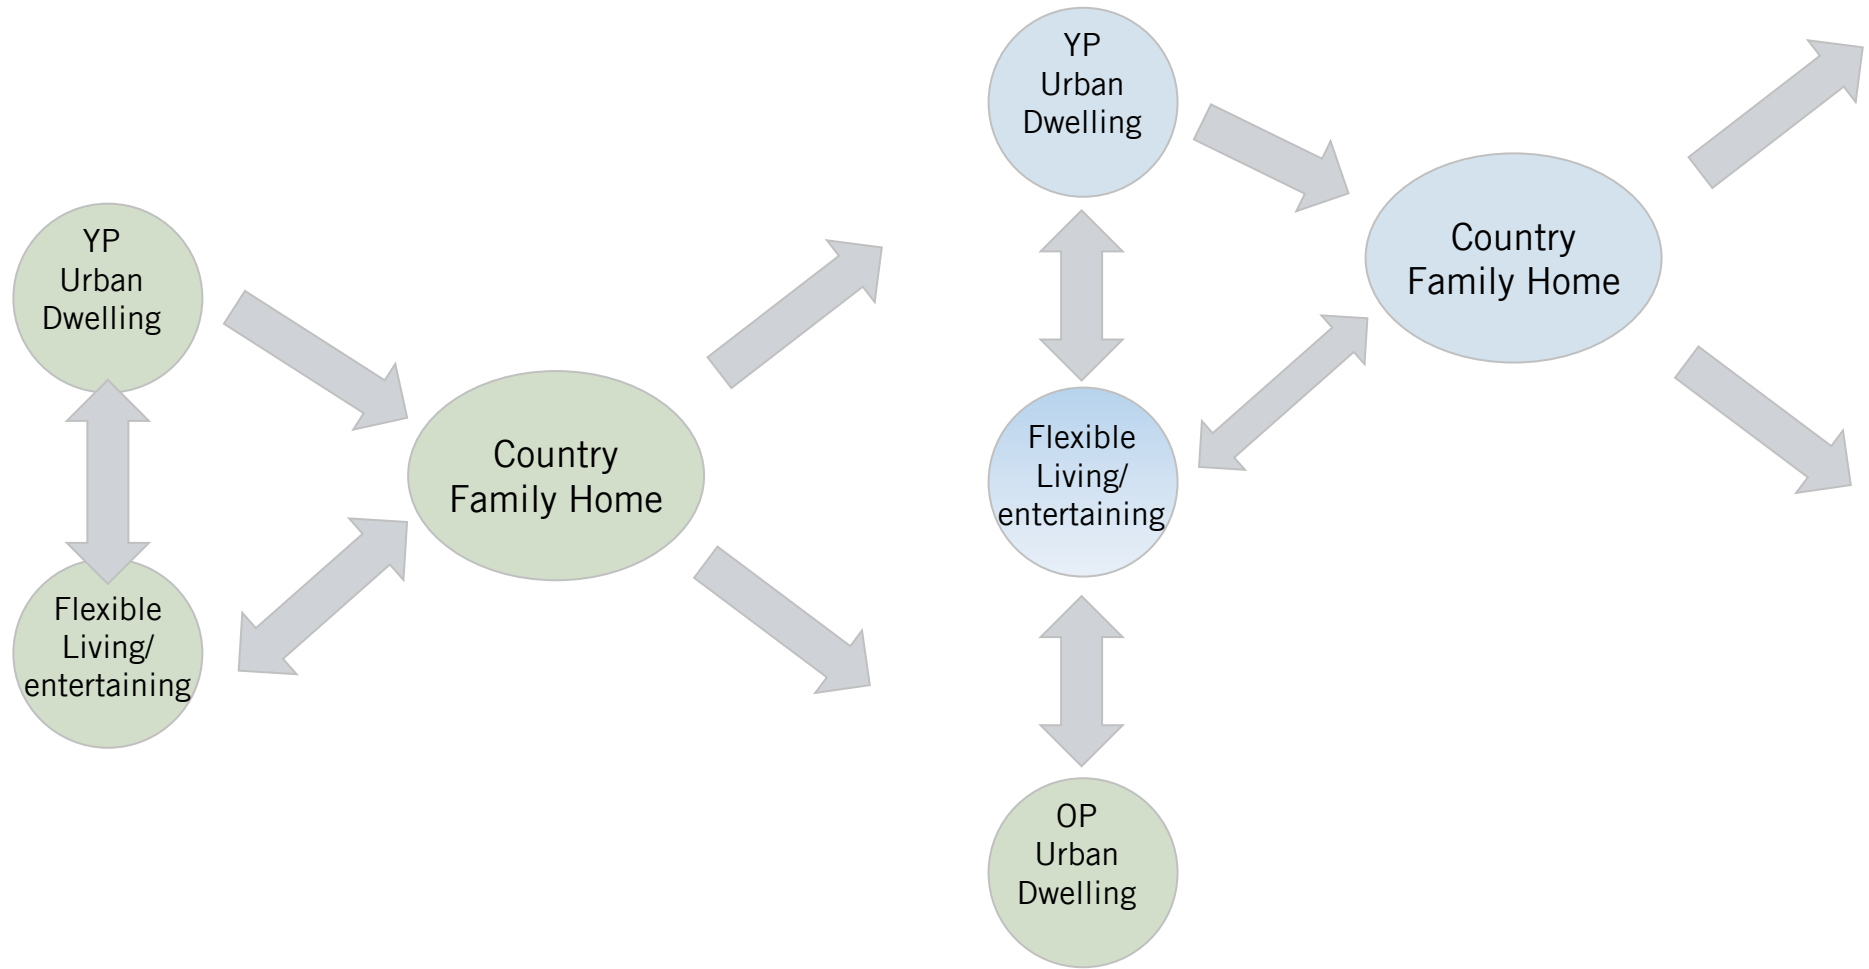 YP
Urban
Dwelling
Flexible
Living/
entertaining
Country
Family Home
YP
Urban
Dwelling
Country
Family Home
Flexible
Living/
entertaining
OP
Urban
Dwelling